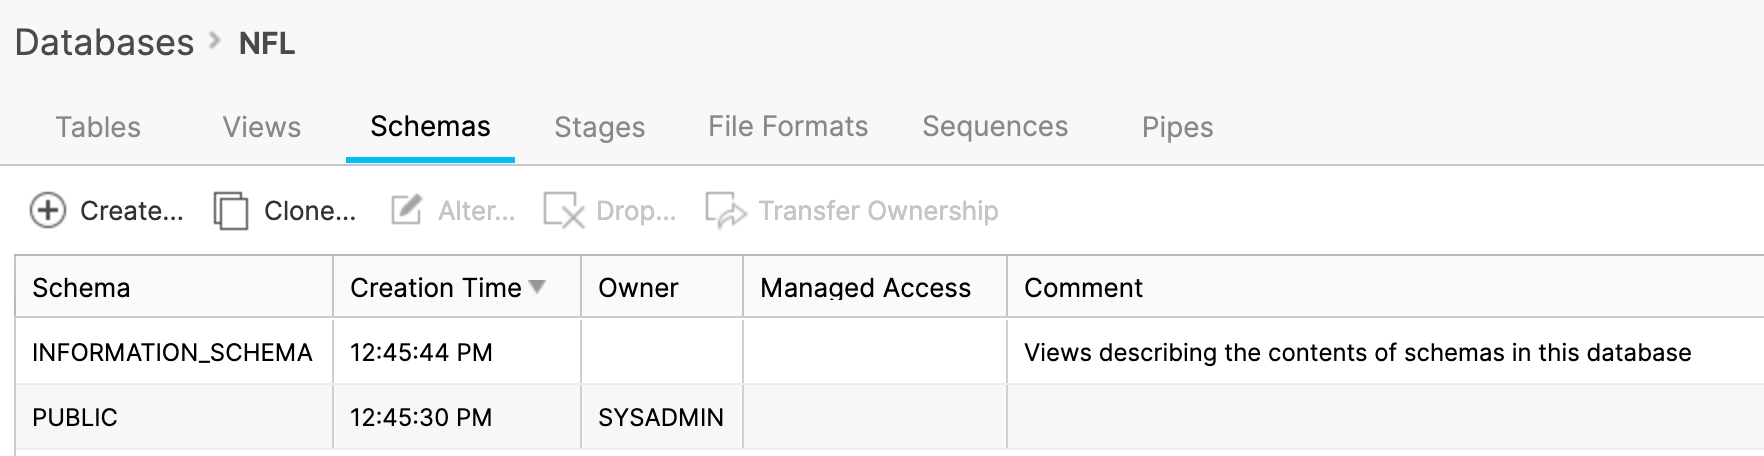 Databases > NFL
Tables Views Schemas Stages File Formats Sequences Pipes
Create... Clone... Alter... Drop... Transfer Ownership
Schema Creation Time Owner Managed Access Comment
INFORMATION_SCHEMA 12:45:44 PM Views describing the contents of schemas in this database
PUBLIC 12:45:30 PM SYSADMIN